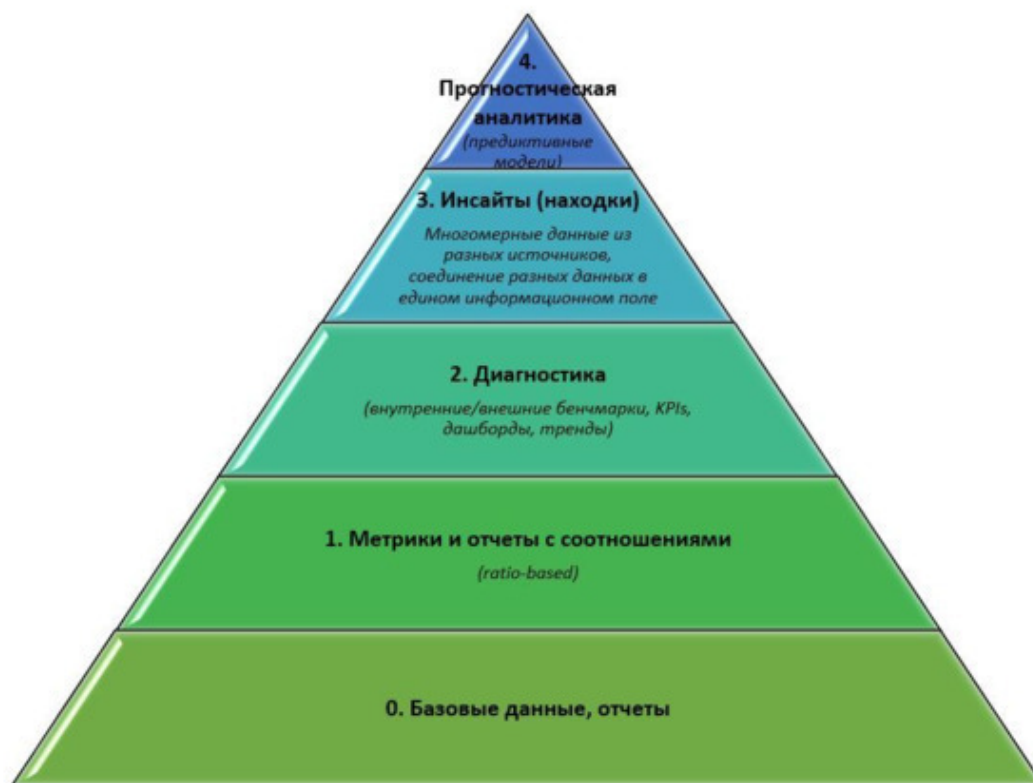 4.
Прогностическая
аналитика
(предиктивные
модели)
3. Инсайты (находки)
Многомерные данные из
разных источников,
соединение разных данных в
едином информационном поле
2. Диагностика
(внутренние/внешние бенчмарки, KPIs,
дашборды, тренды)
1. Метрики и отчеты с соотношениями
(ratio-based)
0. Базовые данные, отчеты